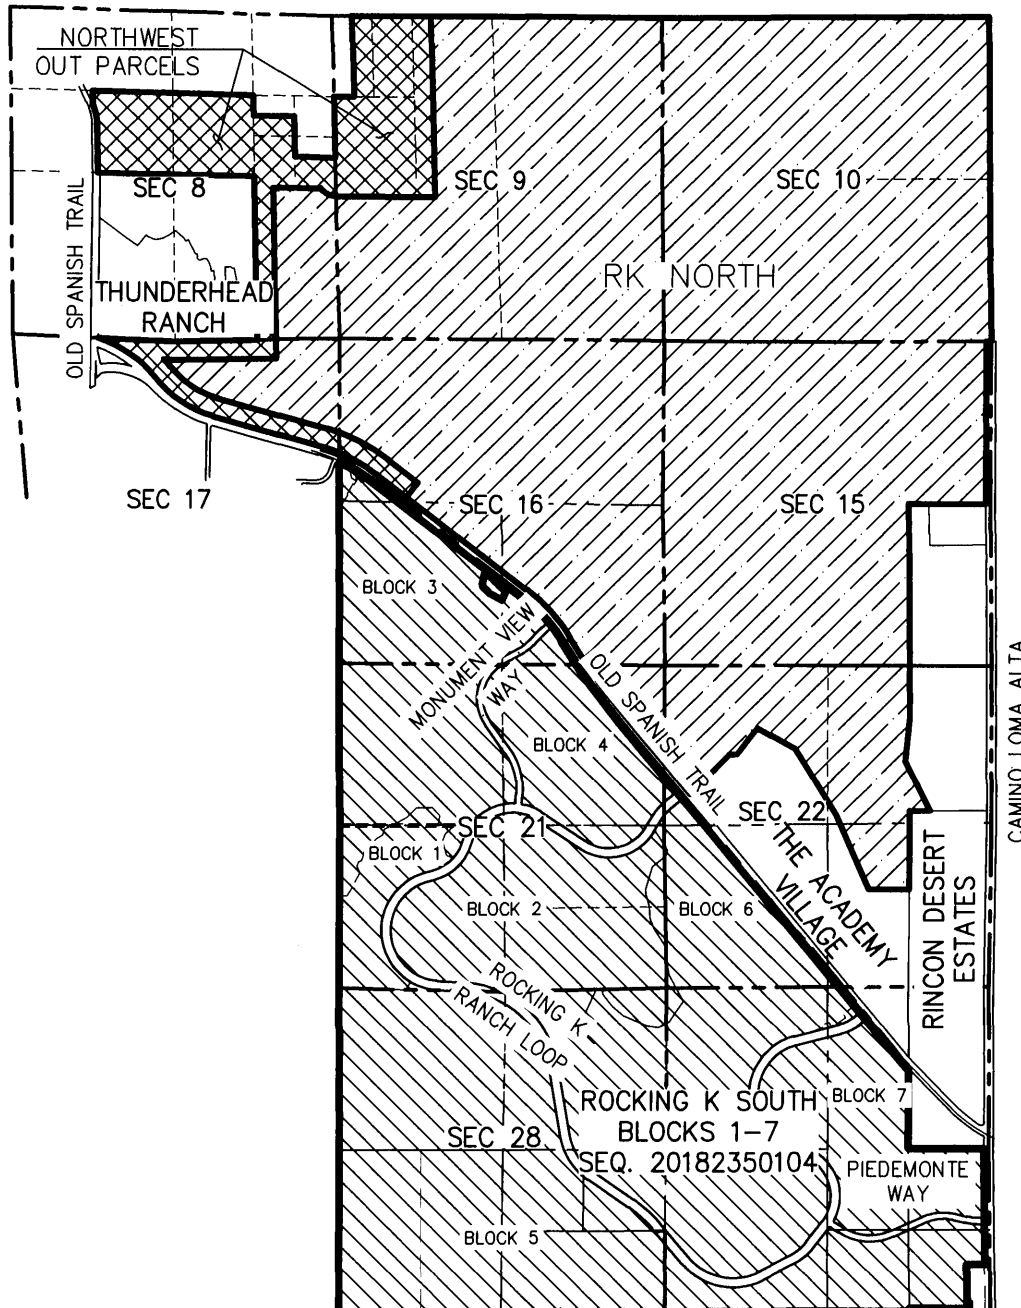 NORTHWEST
OUT PARCELS
SEC 8
SEC 9
SEC 10
OLD SPANISH TRAIL
RK NORTH
THUNDERHEAD
RANCH
SEC 17
SEC 16
SEC 15
BLOCK 3
MONUMENT VIEW
WAY
OLD SPANISH TRAIL
CAMINO LOMA ALTA
BLOCK 4
SEC 21
SEC 22
BLOCK 1
THE ACADEMY
VILLAGE
BLOCK 2
BLOCK 6
RINCON DESERT
ESTATES
ROCKING K
RANCH LOOP
BLOCK 7
ROCKING K SOUTH
BLOCKS 1-7
SEQ. 20182350104
SEC 28
PIEDEMONTE
WAY
BLOCK 5